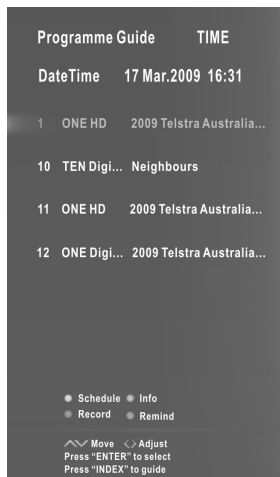 Programme Guide TIME
DateTime 17 Mar.2009 16:31
1 ONE HD 2009 Telstra Australia...
10 TEN Digi... Neighbours
11 ONE HD 2009 Telstra Australia...
12 ONE Digi... 2009 Telstra Australia...
Schedule Info
Record Remind
Move Adjust
Press “ENTER” to select
Press “INDEX” to guide